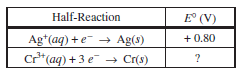 Half-Reaction E° (V)
Ag⁺(aq) + e⁻ → Ag(s) + 0.80
Cr³⁺(aq) + 3 e⁻ → Cr(s) ?